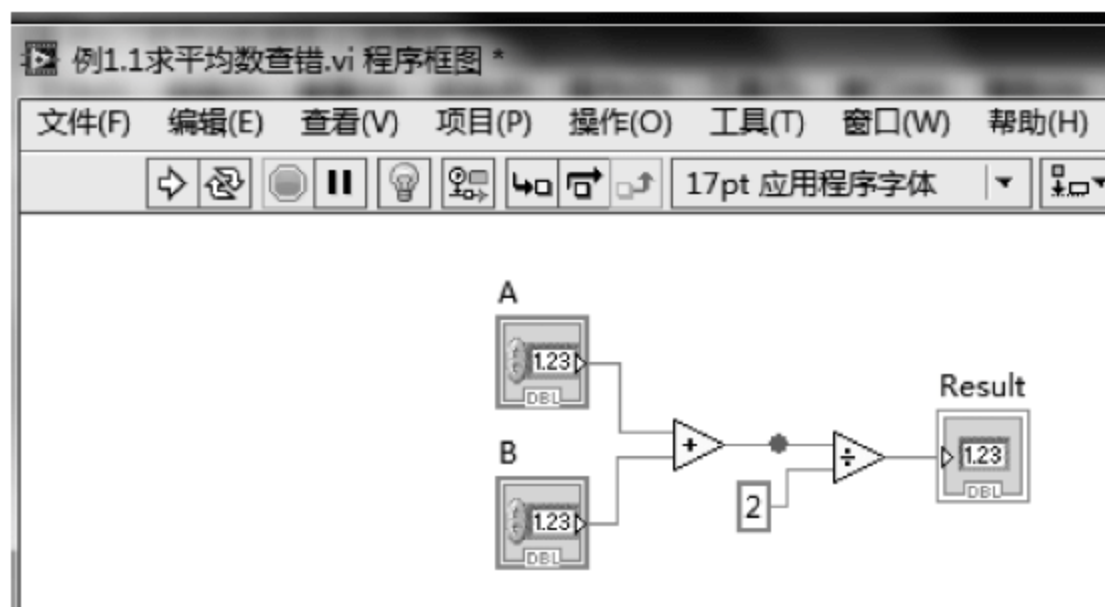 例1.1求平均数查错.vi 程序框图 *
文件(F) 编辑(E) 查看(V) 项目(P) 操作(O) 工具(T) 窗口(W) 帮助(H)
17pt 应用程序字体
A
1.23
DBL
B
1.23
DBL
+
2
÷
Result
1.23
DBL